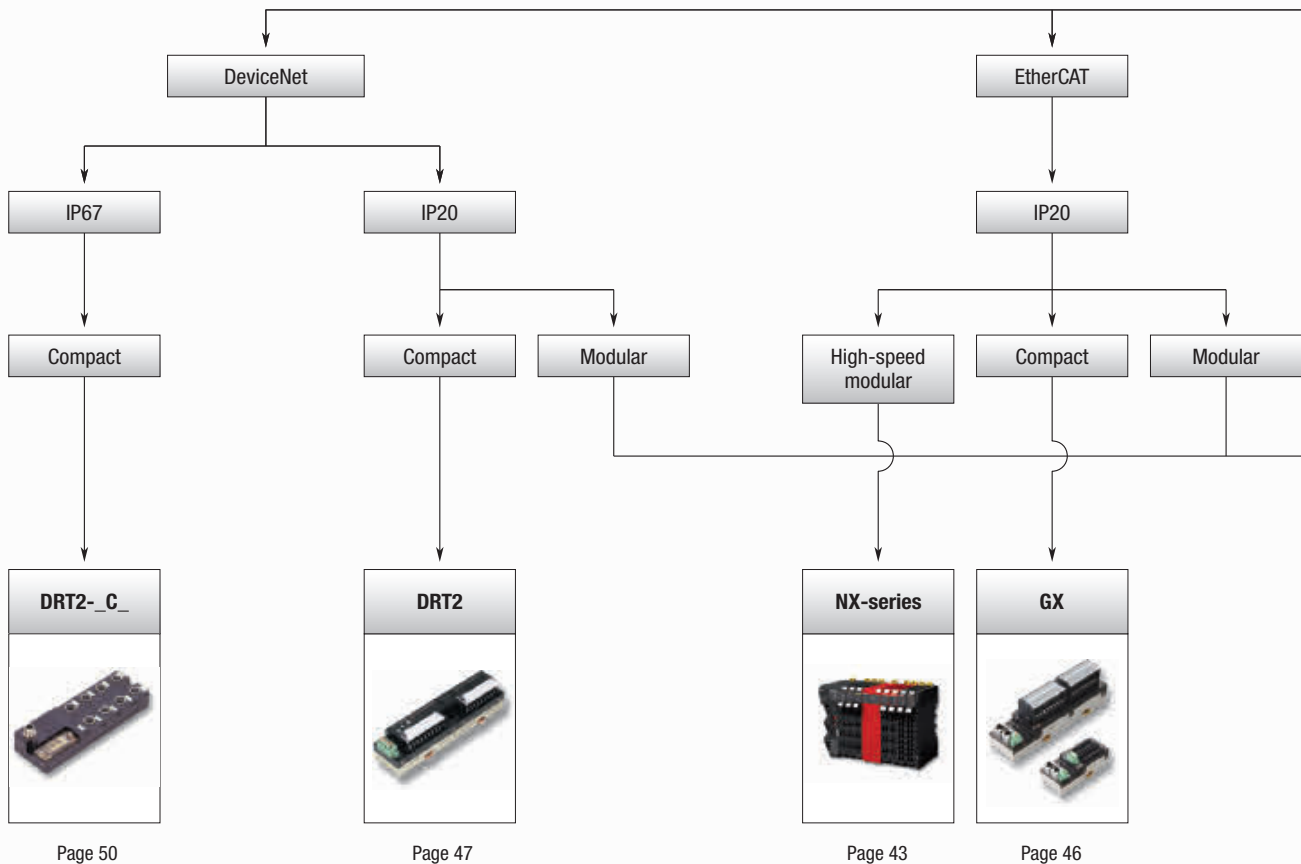 DeviceNet
EtherCAT
IP67
IP20
IP20
Compact
Compact
Modular
High-speed
modular
Compact
Modular
DRT2-_C_
DRT2
NX-series
GX
Page 50
Page 47
Page 43
Page 46